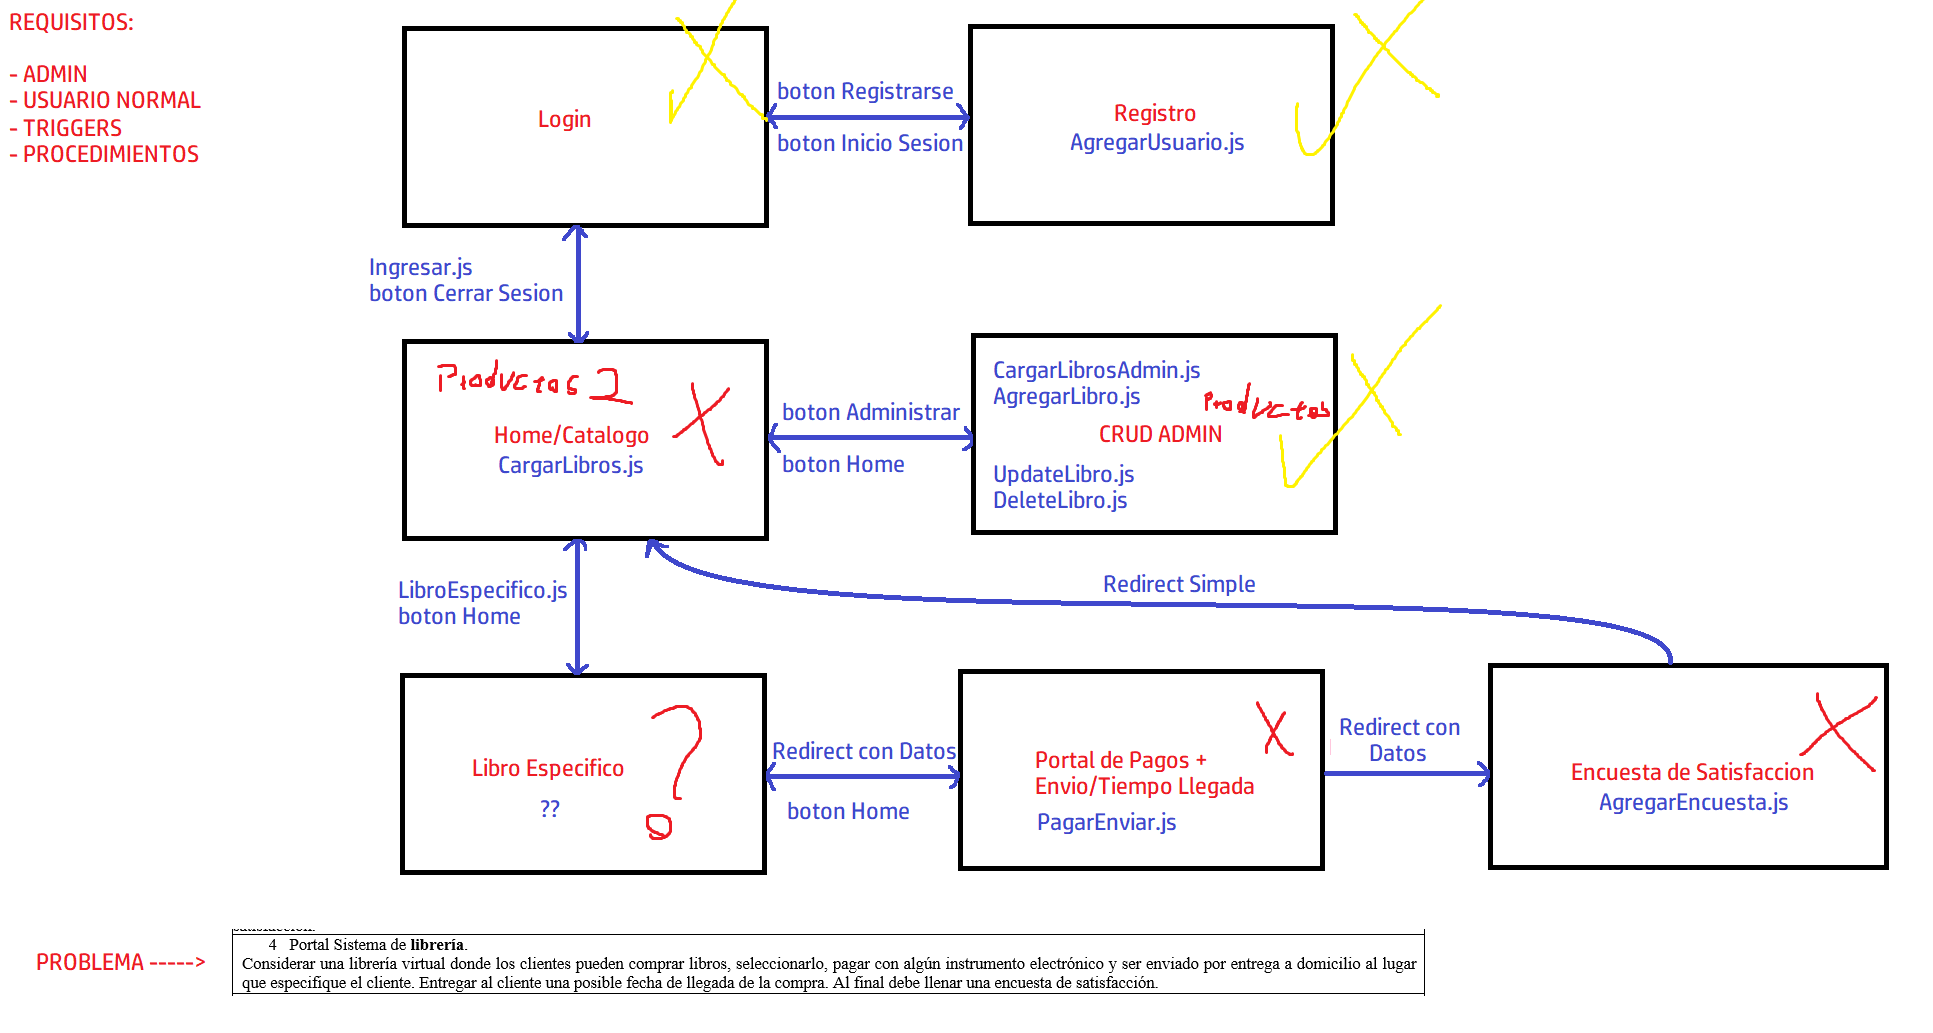 REQUISITOS:
- ADMIN
- USUARIO NORMAL
- TRIGGERS
- PROCEDIMIENTOS
Login
boton Registrarse
boton Inicio Sesion
Registro
AgregarUsuario.js
Ingresar.js
boton Cerrar Sesion
Productos 2
Home/Catalogo
CargarLibros.js
boton Administrar
boton Home
CargarLibrosAdmin.js
AgregarLibro.js
Productos
CRUD ADMIN
UpdateLibro.js
DeleteLibro.js
LibroEspecifico.js
boton Home
Redirect Simple
Libro Especifico
??
?
Redirect con Datos
boton Home
Portal de Pagos +
Envio/Tiempo Llegada
PagarEnviar.js
Redirect con
Datos
Encuesta de Satisfaccion
AgregarEncuesta.js
PROBLEMA ----->
4 Portal Sistema de librería.
Considerar una librería virtual donde los clientes pueden comprar libros, seleccionarlo, pagar con algún instrumento electrónico y ser enviado por entrega a domicilio al lugar
que especifique el cliente. Entregar al cliente una posible fecha de llegada de la compra. Al final debe llenar una encuesta de satisfacción.